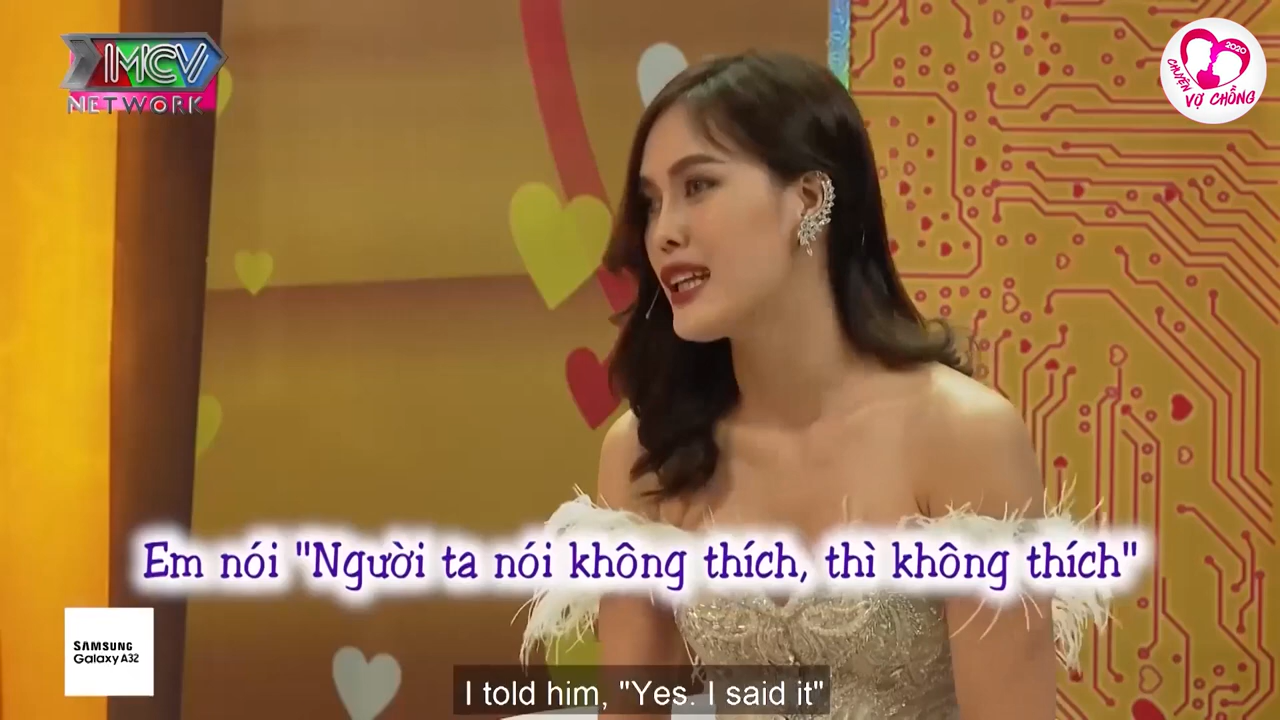 MCV
NETWORK
2020
CHUYỆN
VỢ CHỒNG
Em nói "Người ta nói không thích, thì không thích"
SAMSUNG
Galaxy A32
I told him, "Yes. I said it"